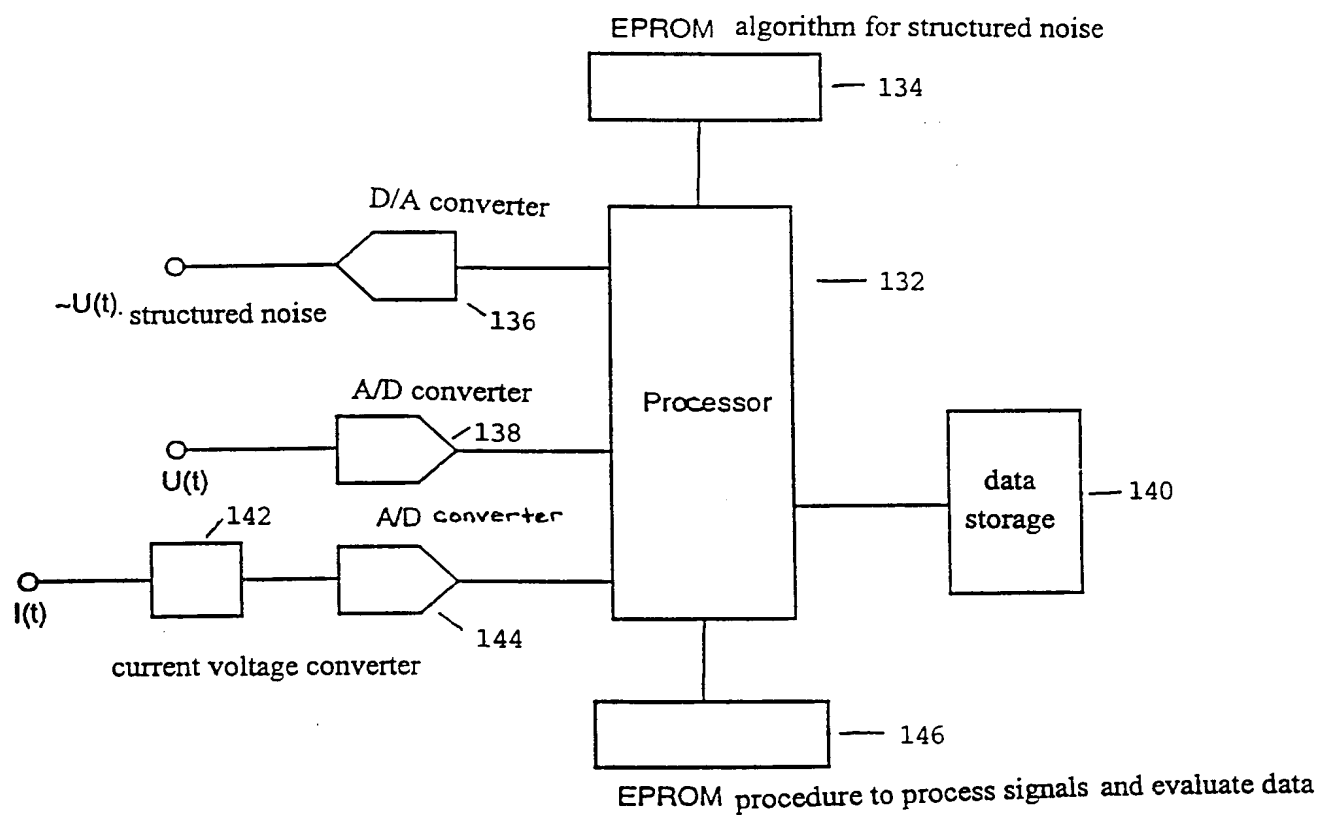 EPROM algorithm for structured noise
134
D/A converter
132
~U(t). structured noise
136
A/D converter
Processor
138
U(t)
data
storage
140
142
A/D converter
I(t)
144
current voltage converter
146
EPROM procedure to process signals and evaluate data